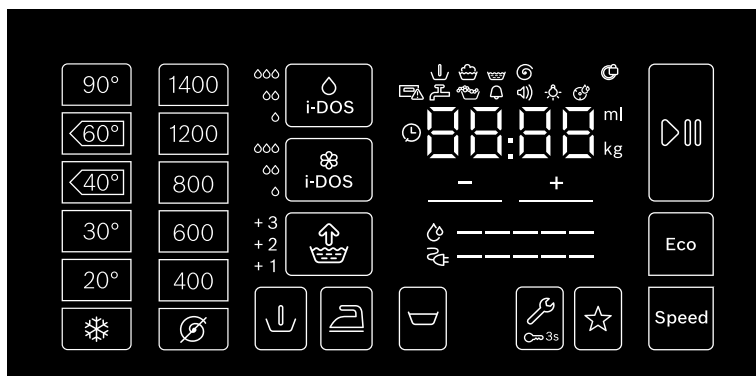 90° 1400
60° 1200
40° 800
30° 600
20° 400
i-DOS
i-DOS
+ 3
+ 2
+ 1
88:88
ml
kg
− +
3s
Eco
Speed